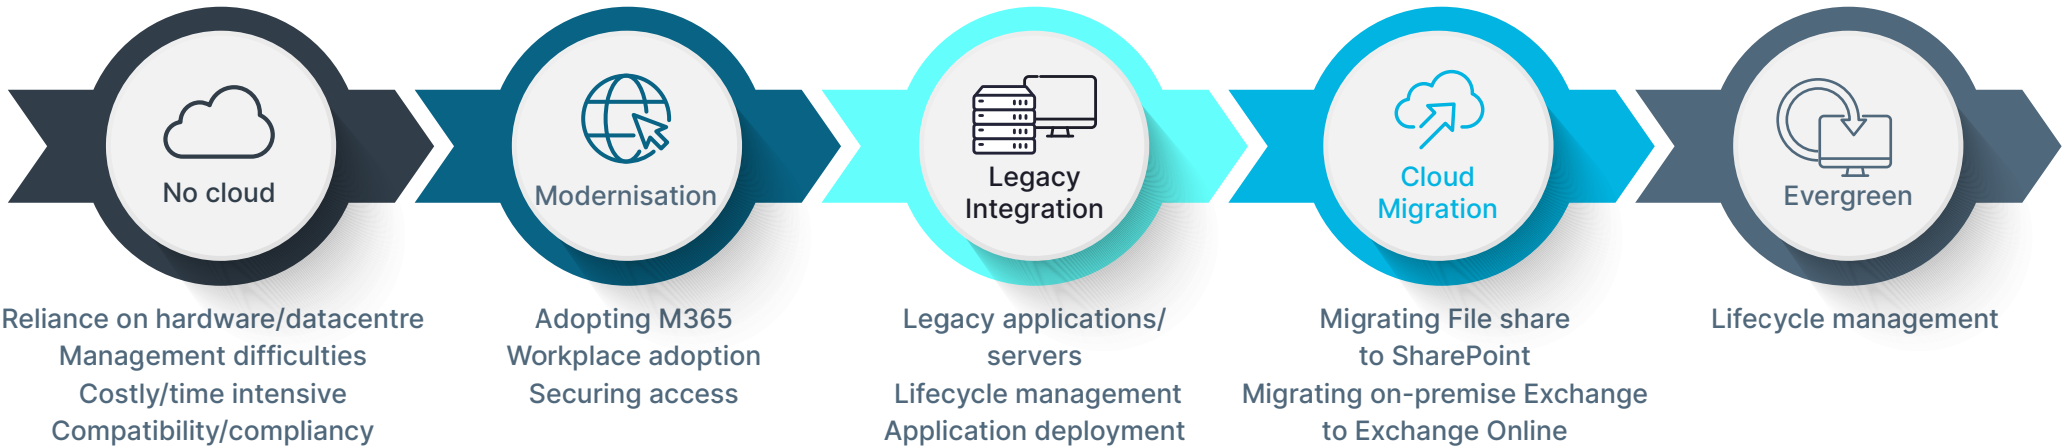 No cloud
Reliance on hardware/datacentre
Management difficulties
Costly/time intensive
Compatibility/compliancy
Modernisation
Adopting M365
Workplace adoption
Securing access
Legacy
Integration
Legacy applications/
servers
Lifecycle management
Application deployment
Cloud
Migration
Migrating File share
to SharePoint
Migrating on-premise Exchange
to Exchange Online
Evergreen
Lifecycle management